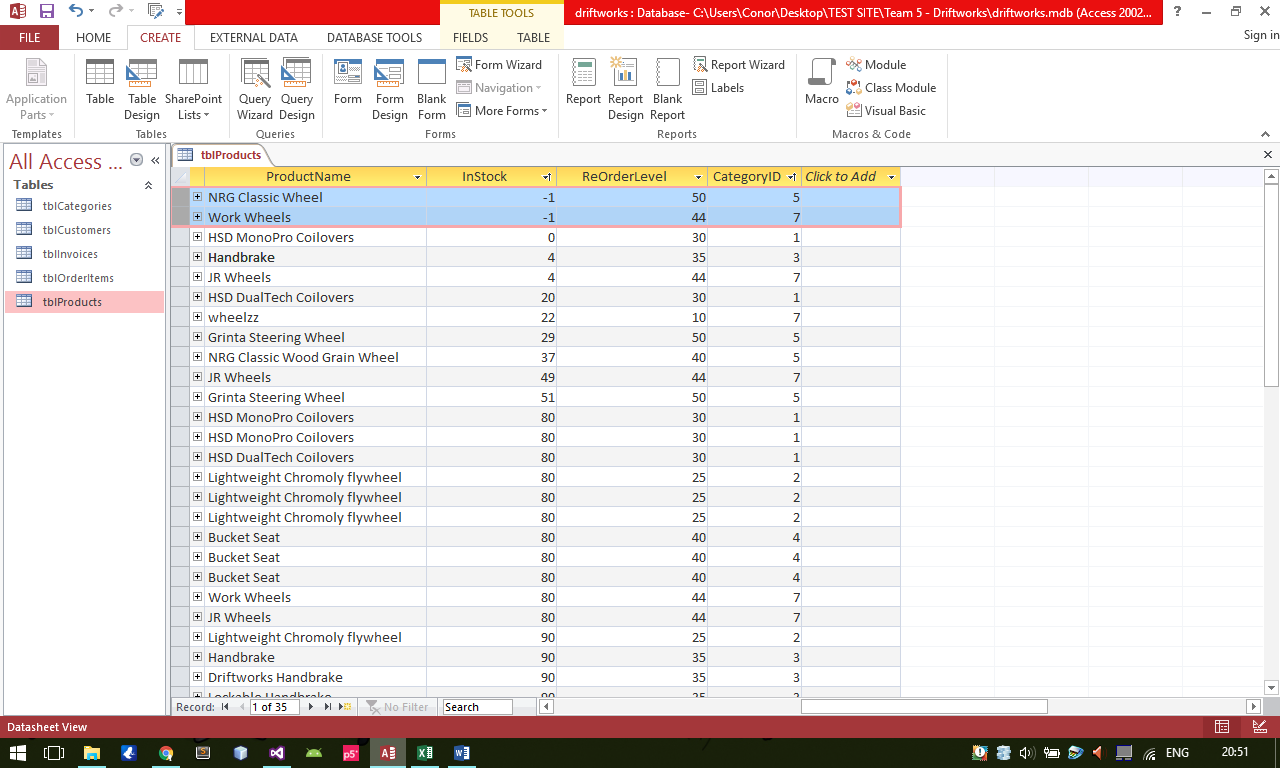 TABLE TOOLS
driftworks : Database- C:\Users\Conor\Desktop\TEST SITE\Team 5 - Driftworks\driftworks.mdb (Access 2002...
?
FILE HOME CREATE EXTERNAL DATA DATABASE TOOLS FIELDS TABLE Sign in
Application Parts
Templates
Table
Table Design
SharePoint Lists
Tables
Query Wizard
Query Design
Queries
Form
Form Design
Blank Form
Form Wizard
Navigation
More Forms
Forms
Report
Report Design
Blank Report
Report Wizard
Labels
Reports
Macro
Module
Class Module
Visual Basic
Macros & Code
All Access ...
Tables
tblCategories
tblCustomers
tblInvoices
tblOrderItems
tblProducts
tblProducts
ProductName InStock ReOrderLevel CategoryID Click to Add
NRG Classic Wheel -1 50 5
Work Wheels -1 44 7
HSD MonoPro Coilovers 0 30 1
Handbrake 4 35 3
JR Wheels 4 44 7
HSD DualTech Coilovers 20 30 1
wheelzz 22 10 7
Grinta Steering Wheel 29 50 5
NRG Classic Wood Grain Wheel 37 40 5
JR Wheels 49 44 7
Grinta Steering Wheel 51 50 5
HSD MonoPro Coilovers 80 30 1
HSD MonoPro Coilovers 80 30 1
HSD DualTech Coilovers 80 30 1
Lightweight Chromoly flywheel 80 25 2
Lightweight Chromoly flywheel 80 25 2
Lightweight Chromoly flywheel 80 25 2
Bucket Seat 80 40 4
Bucket Seat 80 40 4
Bucket Seat 80 40 4
Work Wheels 80 44 7
JR Wheels 80 44 7
Lightweight Chromoly flywheel 90 25 2
Handbrake 90 35 3
Driftworks Handbrake 90 35 3
Lockable Handbrake 90 35 3
Record: 1 of 35 No Filter Search
Datasheet View
p5* ENG 20:51